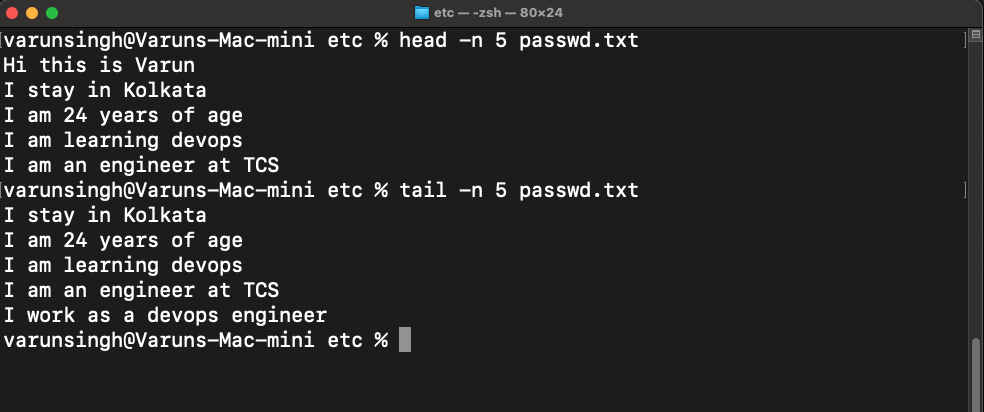 etc — -zsh — 80×24
[varunsingh@Varuns-Mac-mini etc % head -n 5 passwd.txt ]
Hi this is Varun
I stay in Kolkata
I am 24 years of age
I am learning devops
I am an engineer at TCS
[varunsingh@Varuns-Mac-mini etc % tail -n 5 passwd.txt ]
I stay in Kolkata
I am 24 years of age
I am learning devops
I am an engineer at TCS
I work as a devops engineer
varunsingh@Varuns-Mac-mini etc %